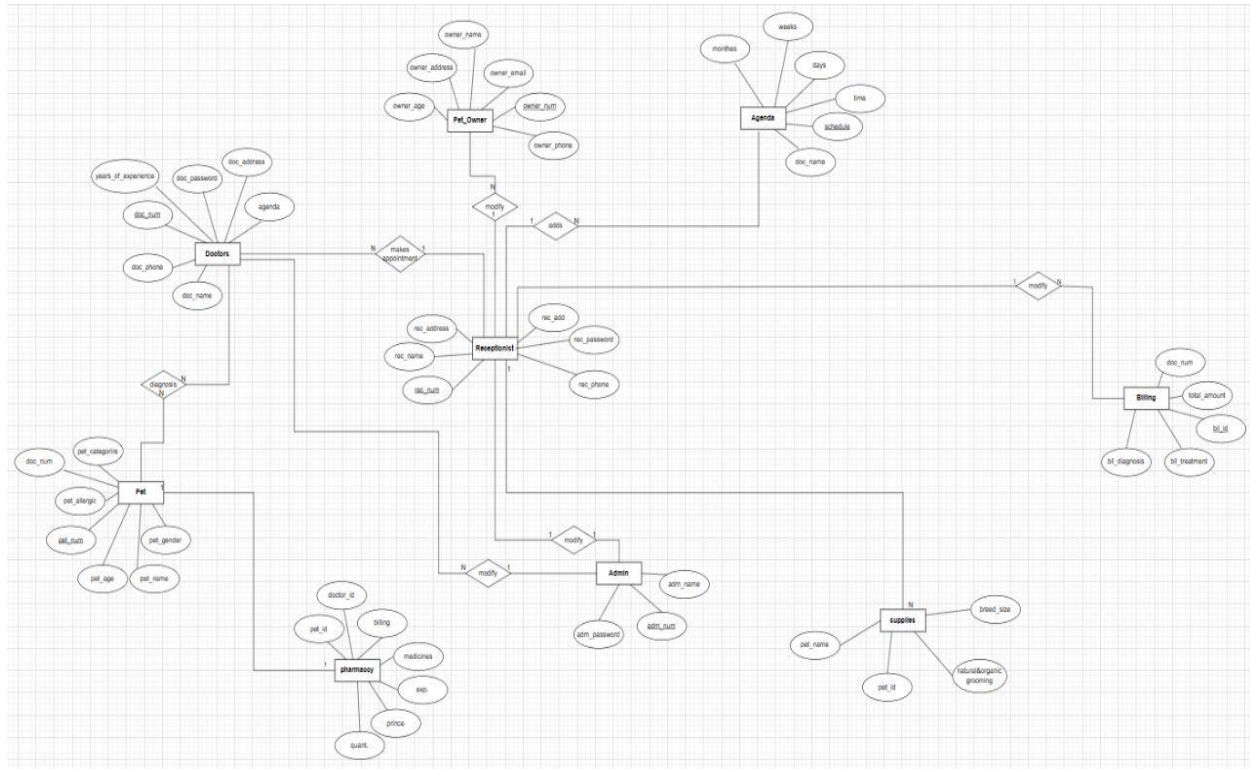 owner_name
owner_address
owner_email
owner_age
owner_num
Pet_Owner
owner_phone
weeks
monthes
days
time
Agenda
schedule
doc_name
doc_address
years_of_experience
doc_password
doc_num
agenda
Doctors
doc_phone
doc_name
N
modify
1
1
adds
N
N
makes
appointment
1
1
modify
N
rec_add
rec_address
rec_password
Receptionist
rec_name
rec_num
rec_phone
1
doc_num
total_amount
Billing
bil_id
bil_diagnosis
bil_treatment
diagnosis
N
N
pet_categorirs
doc_num
Pet
1
pet_allergic
pet_num
pet_gender
pet_age
pet_name
1
modify
1
N
modify
1
Admin
adm_name
adm_password
adm_num
doctor_id
pet_id
billing
medicines
1
pharmaocy
exp.
prince
quant.
N
breed_size
supplies
pet_name
natural&organic
grooming
pet_id